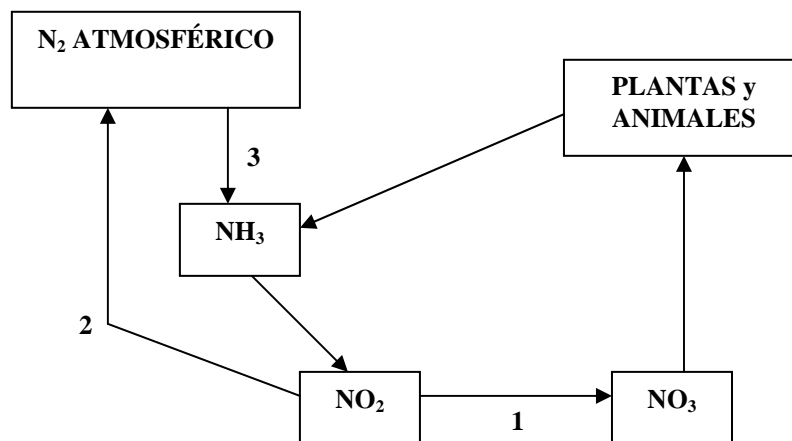 N₂ ATMOSFÉRICO
PLANTAS y
ANIMALES
3
NH₃
2
NO₂
1
NO₃